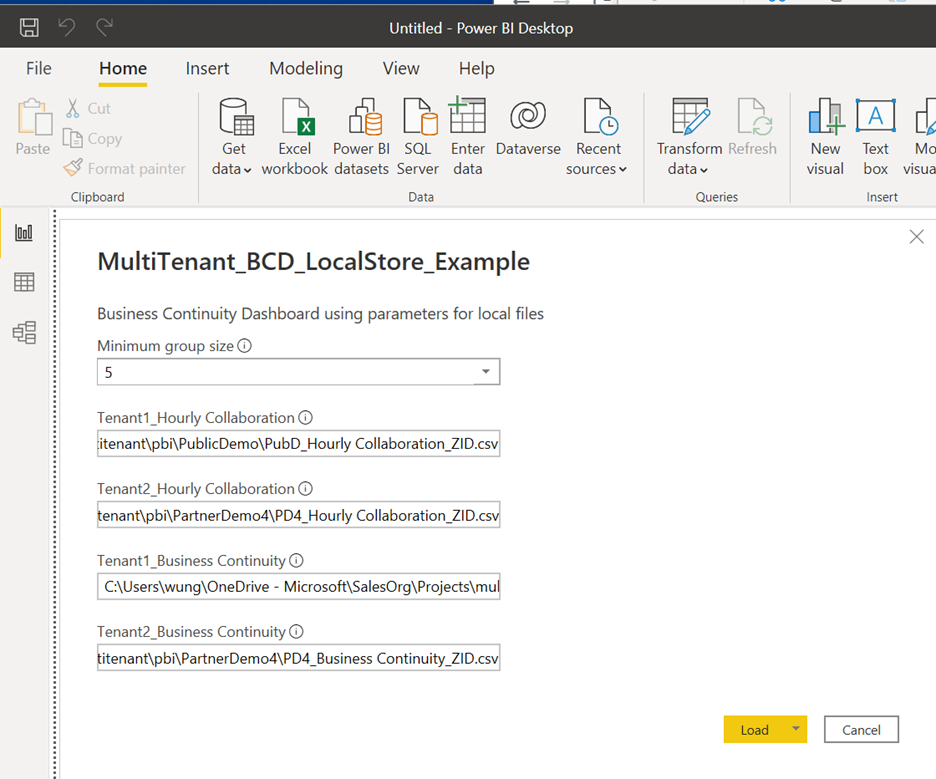 Untitled - Power BI Desktop
File Home Insert Modeling View Help
Paste
Cut
Copy
Format painter
Clipboard
Get data
Excel workbook
Power BI datasets
SQL Server
Enter data
Dataverse
Recent sources
Data
Transform data
Refresh
Queries
New visual
Text box
Insert
MultiTenant_BCD_LocalStore_Example
Business Continuity Dashboard using parameters for local files
Minimum group size
5
Tenant1_Hourly Collaboration
itenant\pbi\PublicDemo\PubD_Hourly Collaboration_ZID.csv
Tenant2_Hourly Collaboration
tenant\pbi\PartnerDemo4\PD4_Hourly Collaboration_ZID.csv
Tenant1_Business Continuity
C:\Users\wung\OneDrive - Microsoft\SalesOrg\Projects\mul
Tenant2_Business Continuity
titenant\pbi\PartnerDemo4\PD4_Business Continuity_ZID.csv
Load Cancel